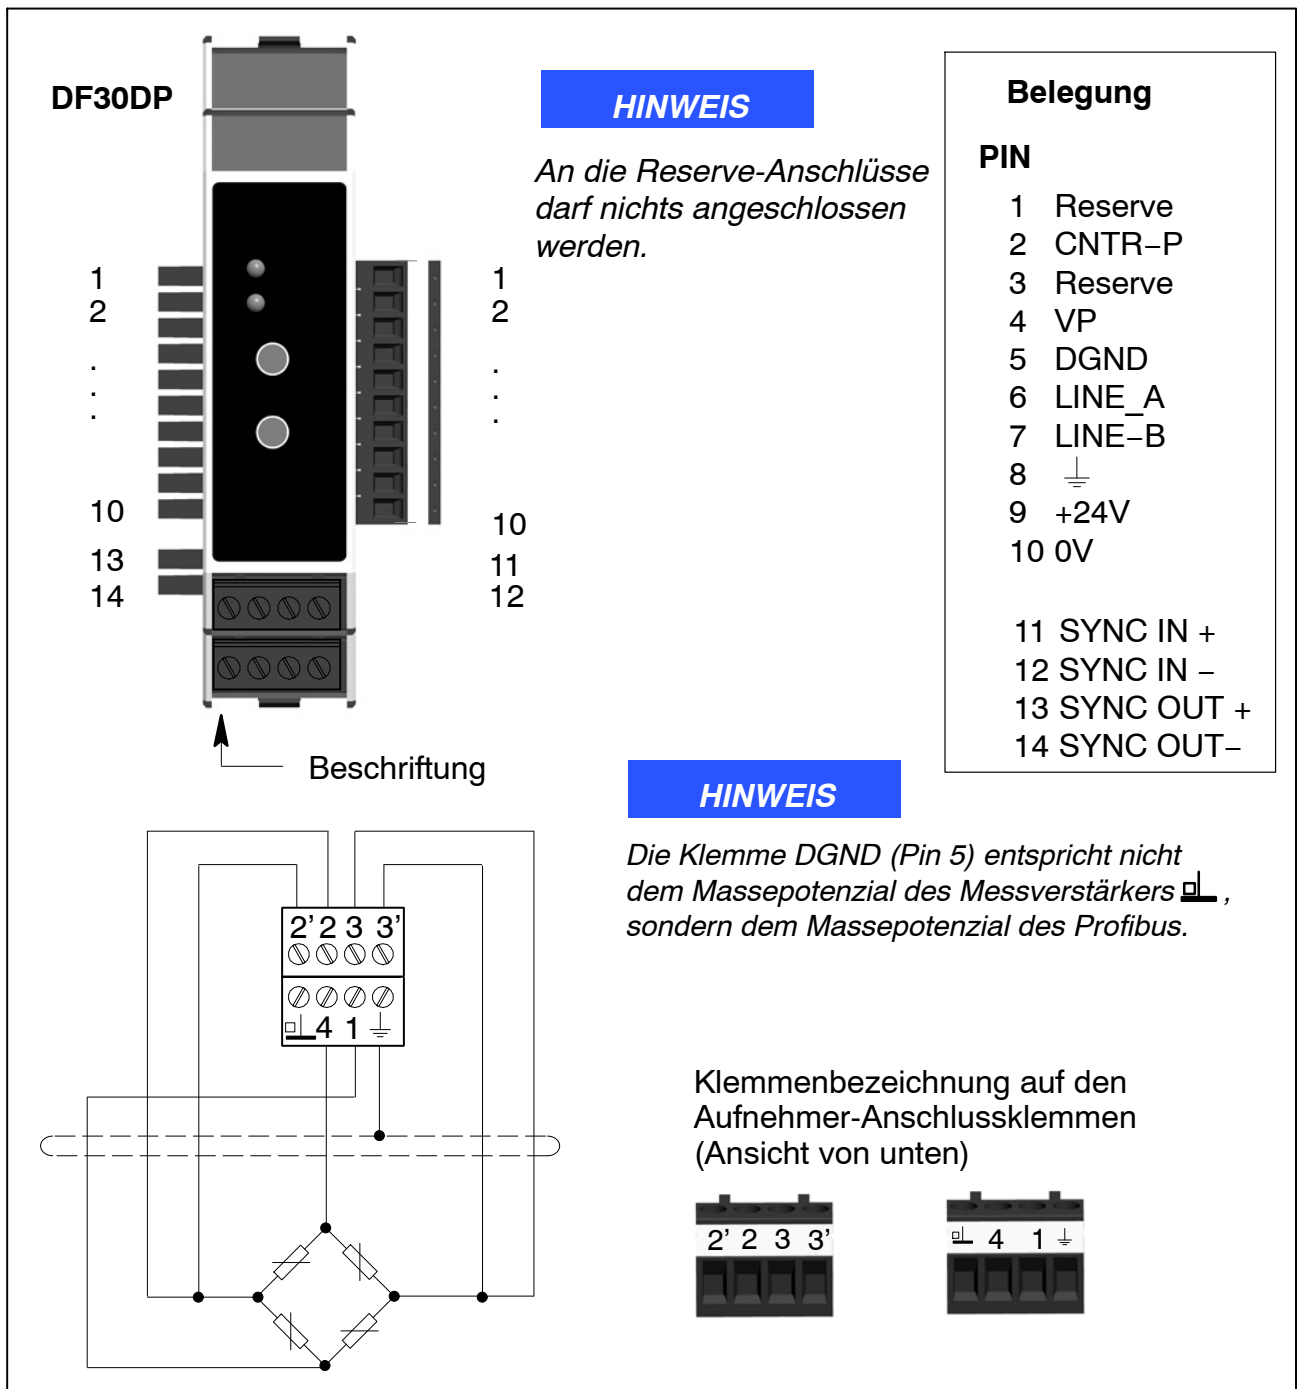 DF30DP
HINWEIS
An die Reserve-Anschlüsse
darf nichts angeschlossen
werden.
1
2
.
.
.
10
13
14
1
2
.
.
.
10
11
12
Beschriftung
Belegung
PIN
1 Reserve
2 CNTR−P
3 Reserve
4 VP
5 DGND
6 LINE_A
7 LINE−B
8 ⏚
9 +24V
10 0V
11 SYNC IN +
12 SYNC IN −
13 SYNC OUT +
14 SYNC OUT−
HINWEIS
Die Klemme DGND (Pin 5) entspricht nicht
dem Massepotenzial des Messverstärkers ,
sondern dem Massepotenzial des Profibus.
2’ 2 3 3’
4 1 ⏚
Klemmenbezeichnung auf den
Aufnehmer-Anschlussklemmen
(Ansicht von unten)
2’ 2 3 3’
4 1 ⏚